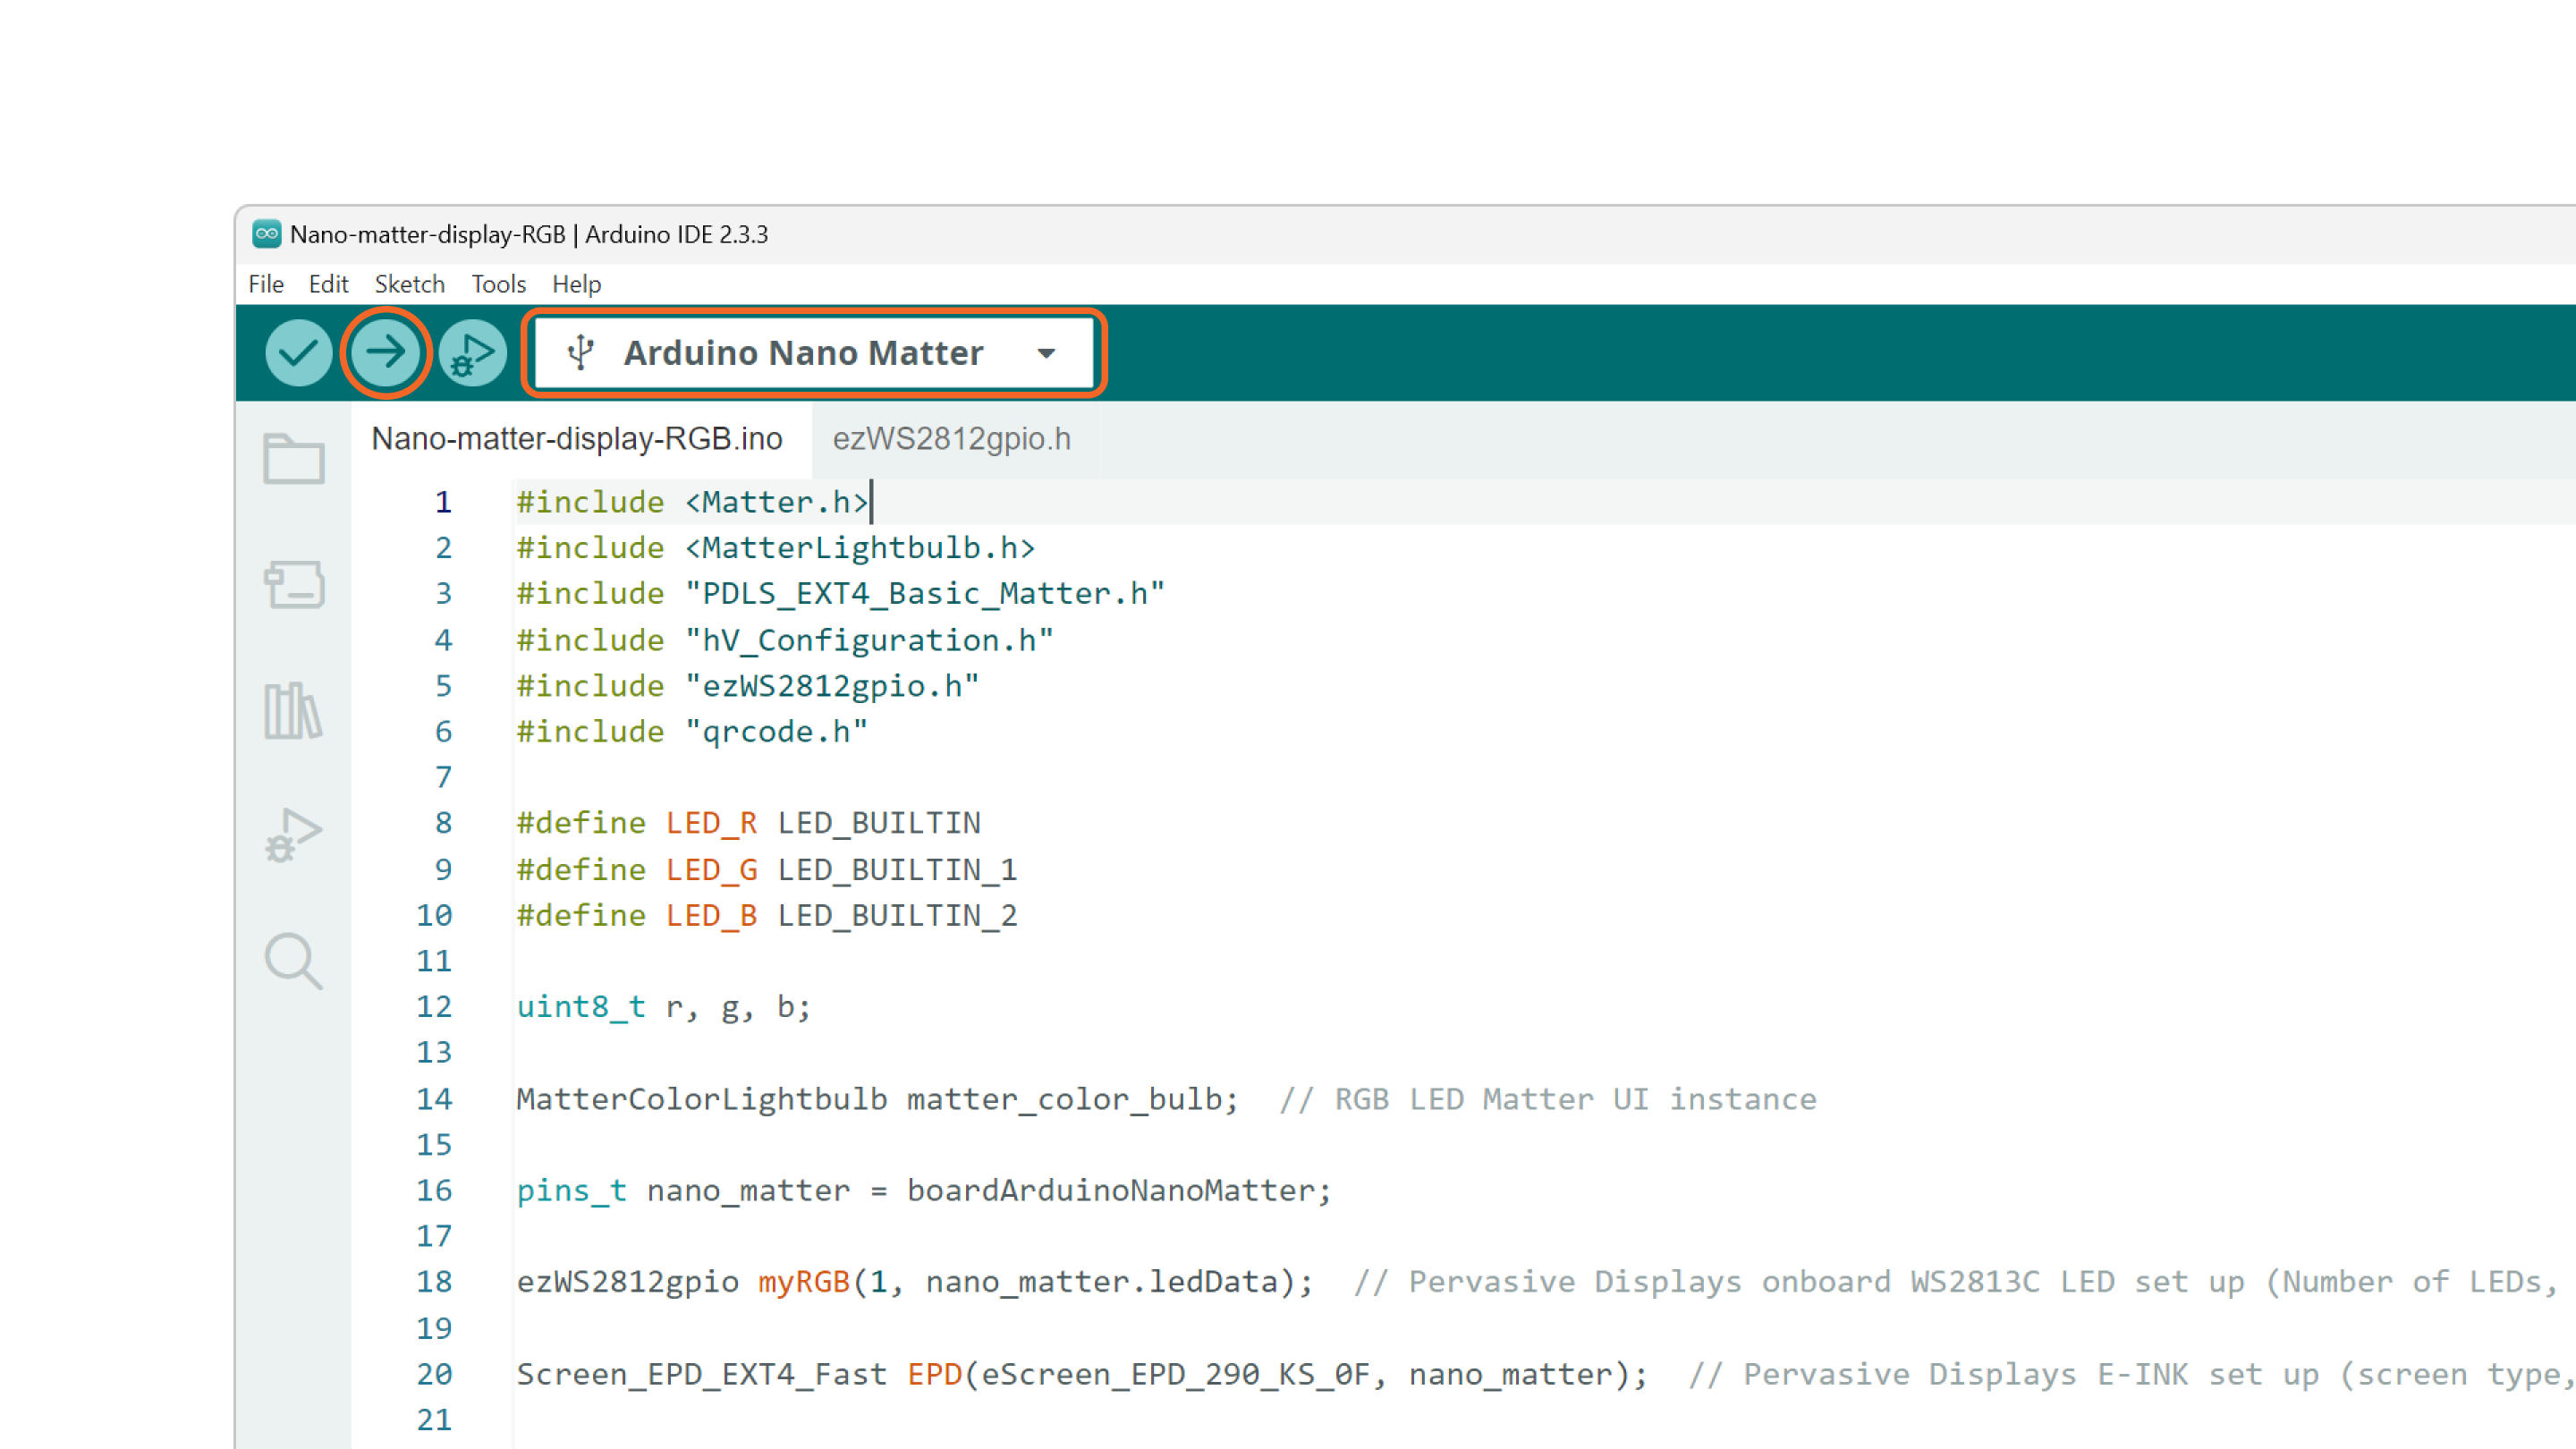 Nano-matter-display-RGB | Arduino IDE 2.3.3
File Edit Sketch Tools Help
Arduino Nano Matter
Nano-matter-display-RGB.ino ezWS2812gpio.h
1 #include <Matter.h>
2 #include <MatterLightbulb.h>
3 #include "PDLS_EXT4_Basic_Matter.h"
4 #include "hV_Configuration.h"
5 #include "ezWS2812gpio.h"
6 #include "qrcode.h"
7
8 #define LED_R LED_BUILTIN
9 #define LED_G LED_BUILTIN_1
10 #define LED_B LED_BUILTIN_2
11
12 uint8_t r, g, b;
13
14 MatterColorLightbulb matter_color_bulb;  // RGB LED Matter UI instance
15
16 pins_t nano_matter = boardArduinoNanoMatter;
17
18 ezWS2812gpio myRGB(1, nano_matter.ledData);  // Pervasive Displays onboard WS2813C LED set up (Number of LEDs,
19
20 Screen_EPD_EXT4_Fast EPD(eScreen_EPD_290_KS_0F, nano_matter);  // Pervasive Displays E-INK set up (screen type,
21